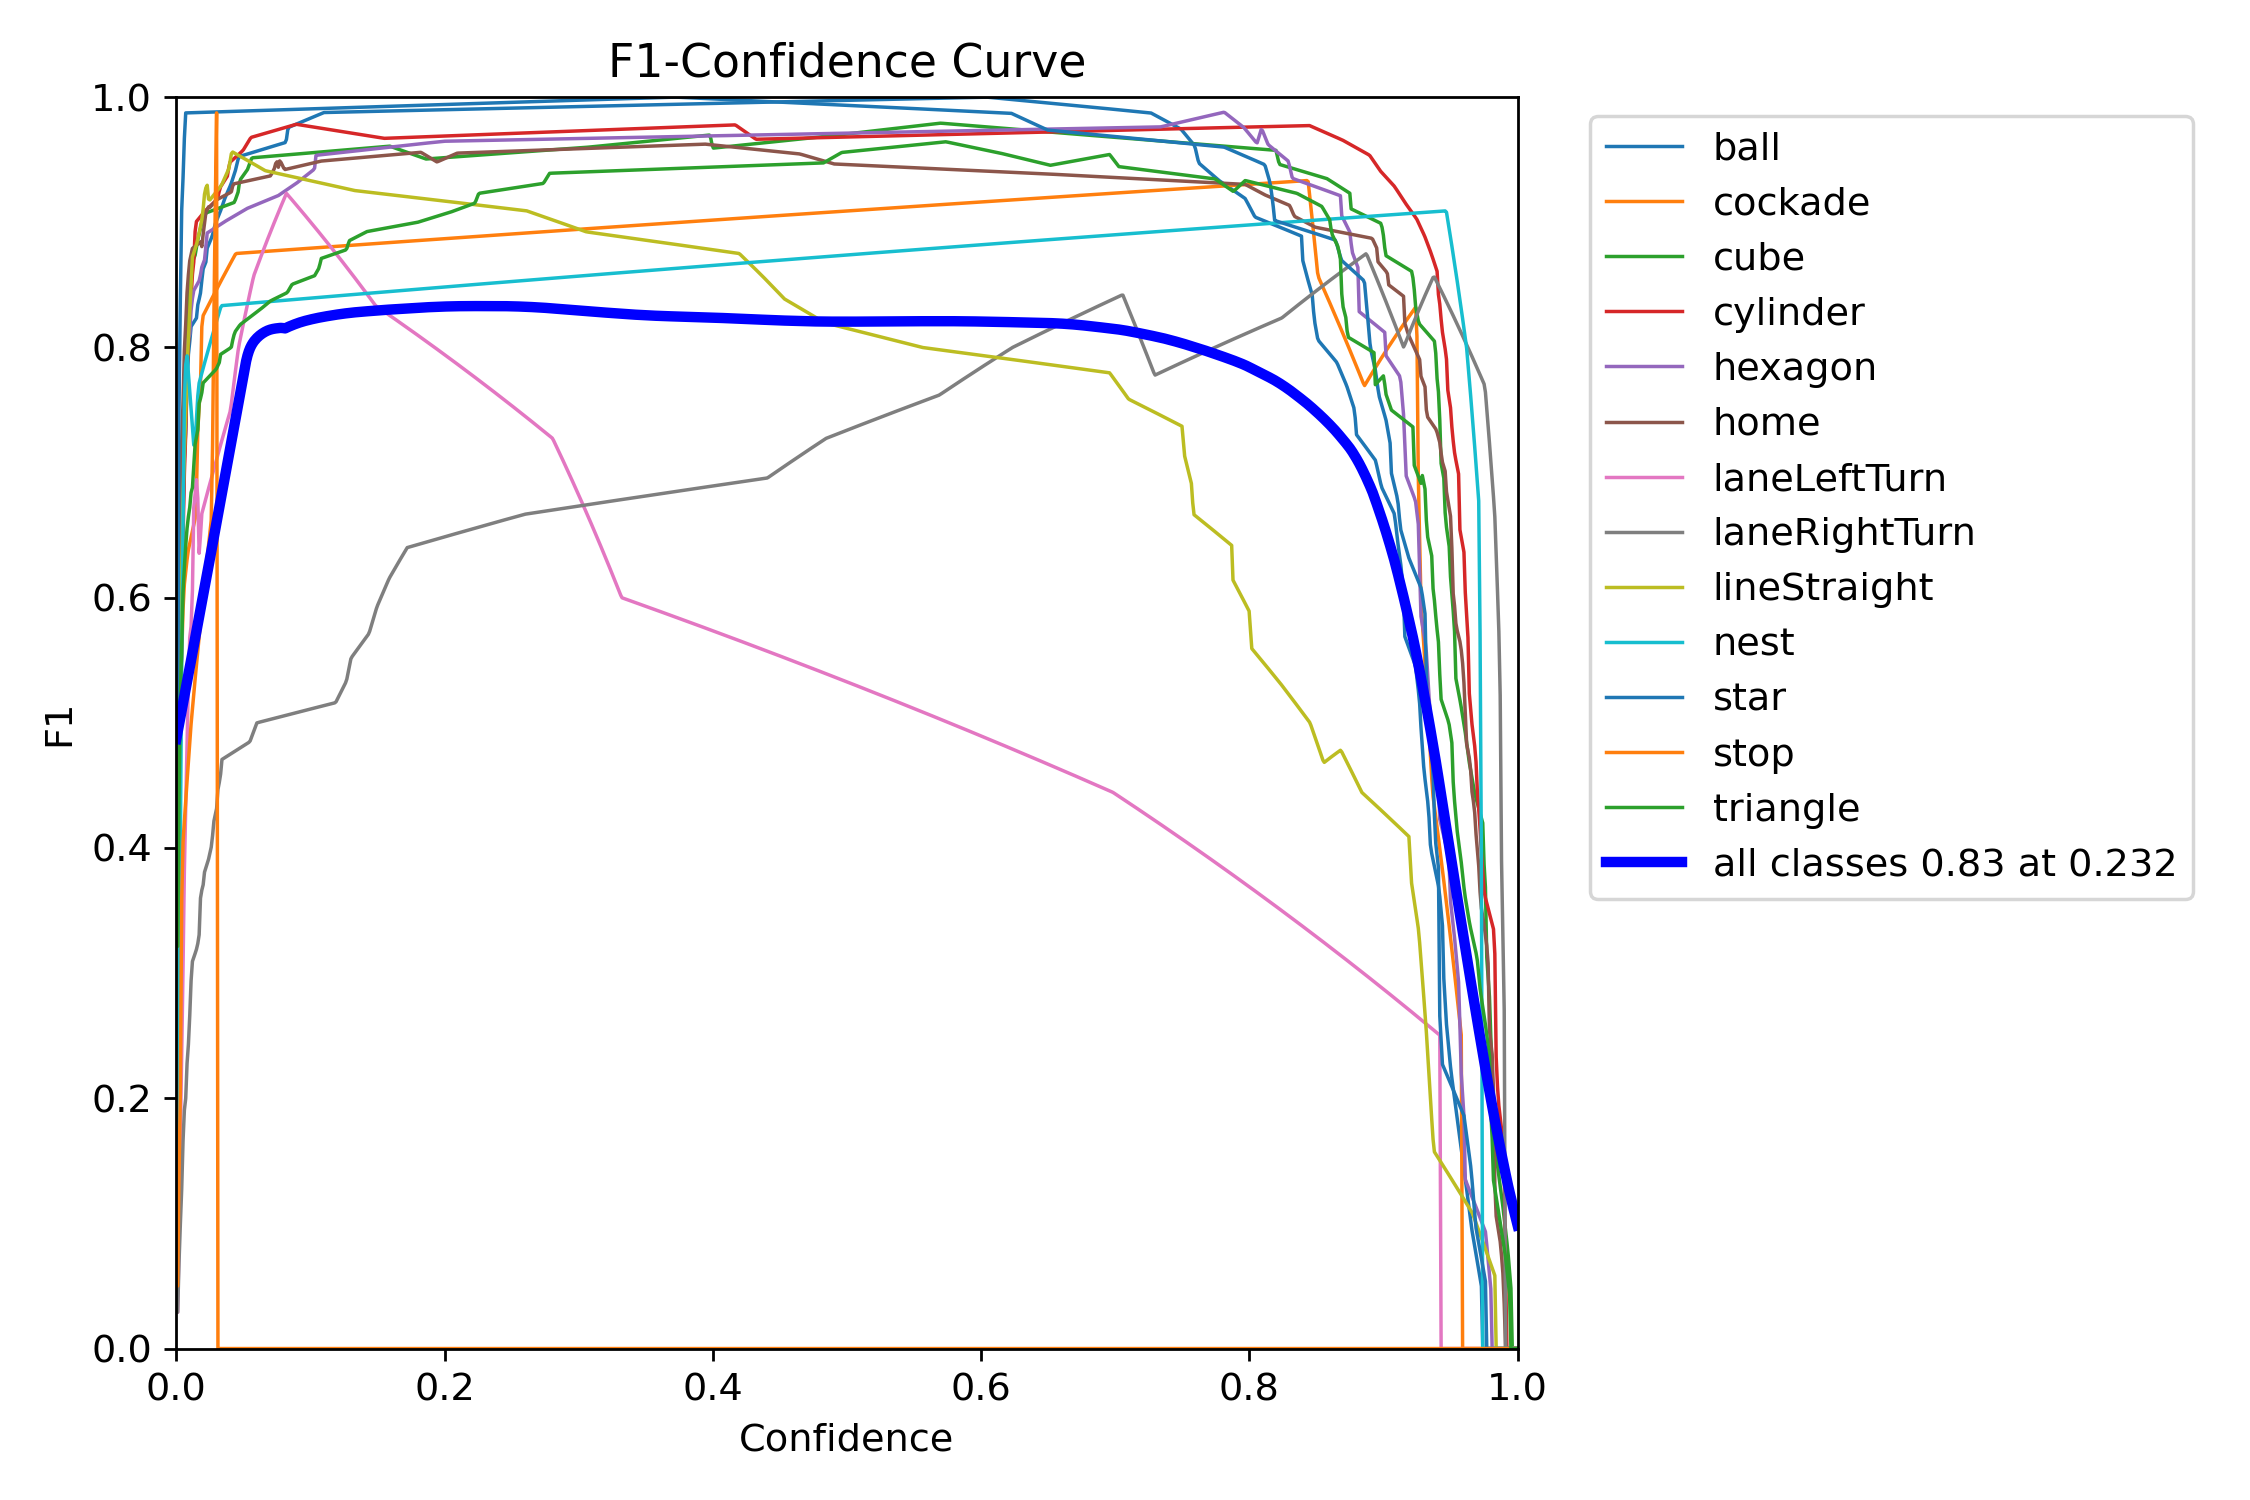 F1-Confidence Curve
1.0
0.8
0.6
0.4
0.2
0.0
F1
0.0 0.2 0.4 0.6 0.8 1.0
Confidence
ball
cockade
cube
cylinder
hexagon
home
laneLeftTurn
laneRightTurn
lineStraight
nest
star
stop
triangle
all classes 0.83 at 0.232